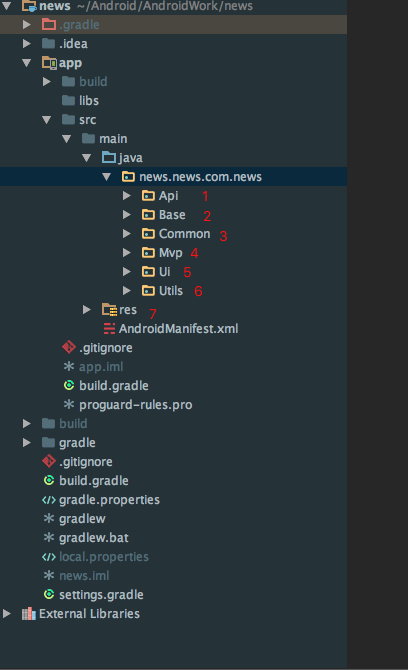 news ~/Android/AndroidWork/news
.gradle
.idea
app
build
libs
src
main
java
news.news.com.news
Api 1
Base 2
Common 3
Mvp 4
Ui 5
Utils 6
res 7
AndroidManifest.xml
.gitignore
app.iml
build.gradle
proguard-rules.pro
build
gradle
.gitignore
build.gradle
gradle.properties
gradlew
gradlew.bat
local.properties
news.iml
settings.gradle
External Libraries